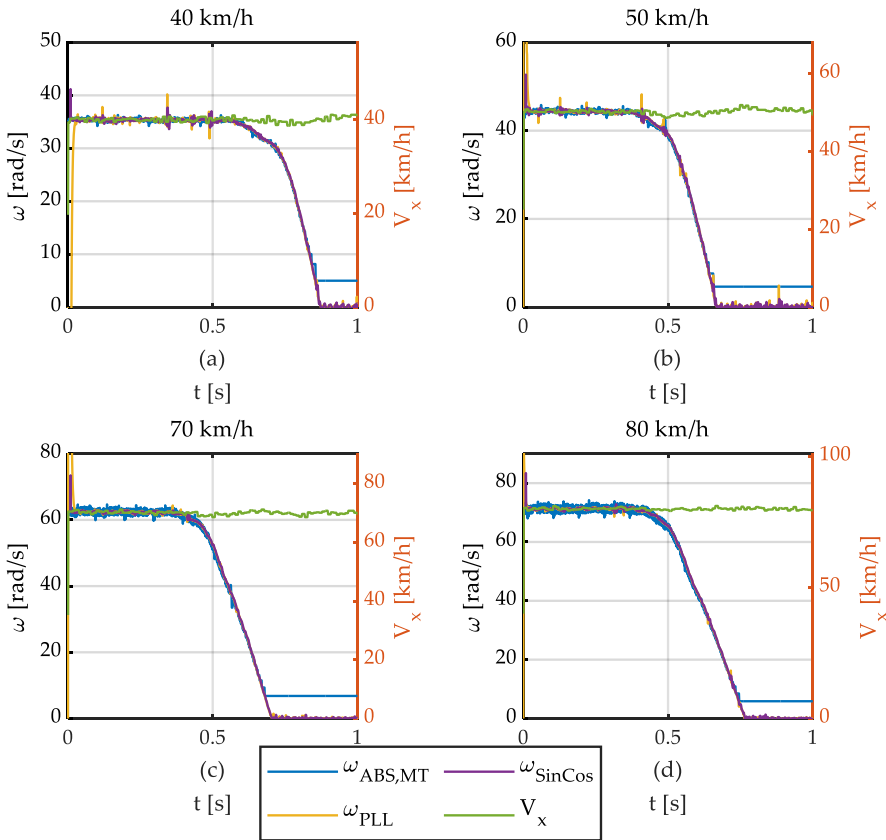 40 km/h
50
40
30
20
10
0
ω [rad/s]
40
20
0
V_x [km/h]
0 0.5 1
(a)
t [s]
50 km/h
60
40
20
0
ω [rad/s]
60
40
20
0
V_x [km/h]
0 0.5 1
(b)
t [s]
70 km/h
80
60
40
20
0
ω [rad/s]
80
60
40
20
0
V_x [km/h]
0 0.5 1
(c)
t [s]
80 km/h
80
60
40
20
0
ω [rad/s]
100
50
0
V_x [km/h]
0 0.5 1
(d)
t [s]
ω_ABS,MT
ω_SinCos
ω_PLL
V_x